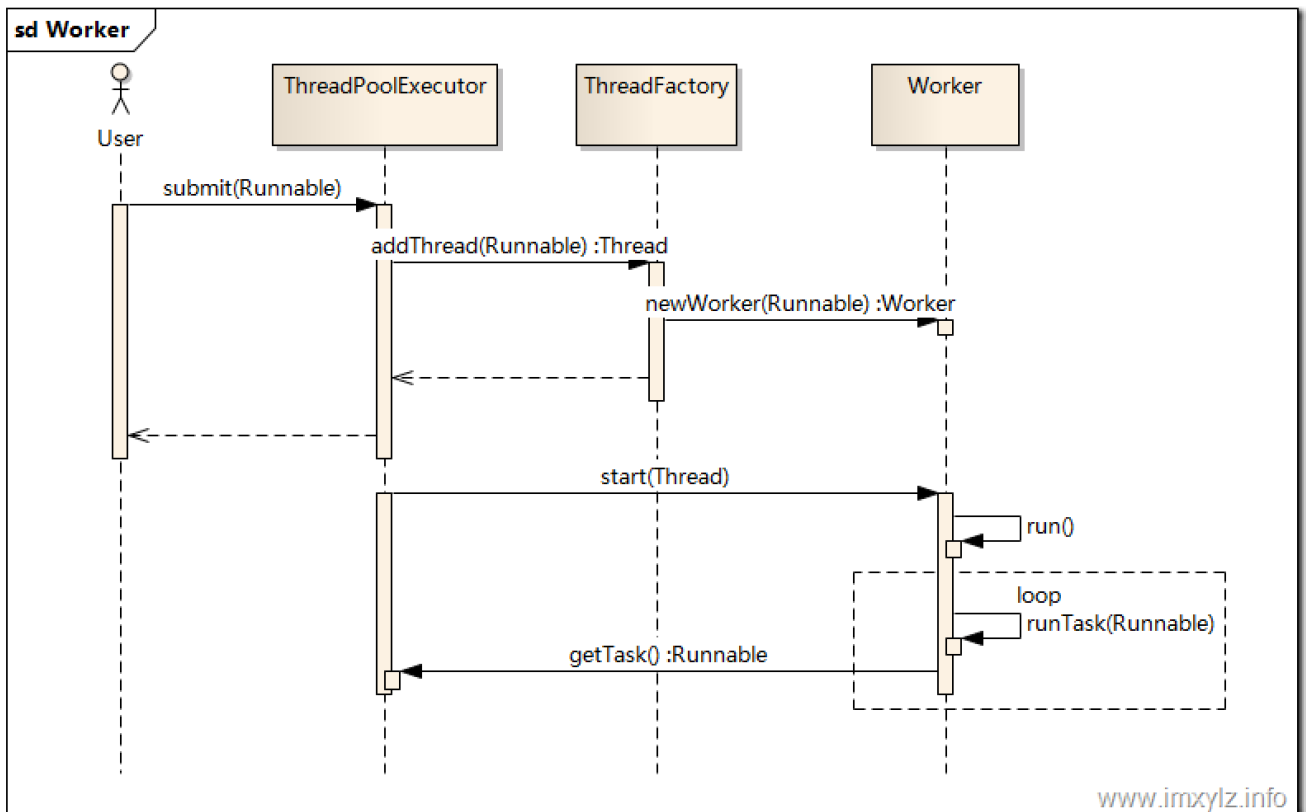 sd Worker
User
ThreadPoolExecutor
ThreadFactory
Worker
submit(Runnable)
addThread(Runnable) :Thread
newWorker(Runnable) :Worker
start(Thread)
run()
loop
runTask(Runnable)
getTask() :Runnable
www.imxylz.info